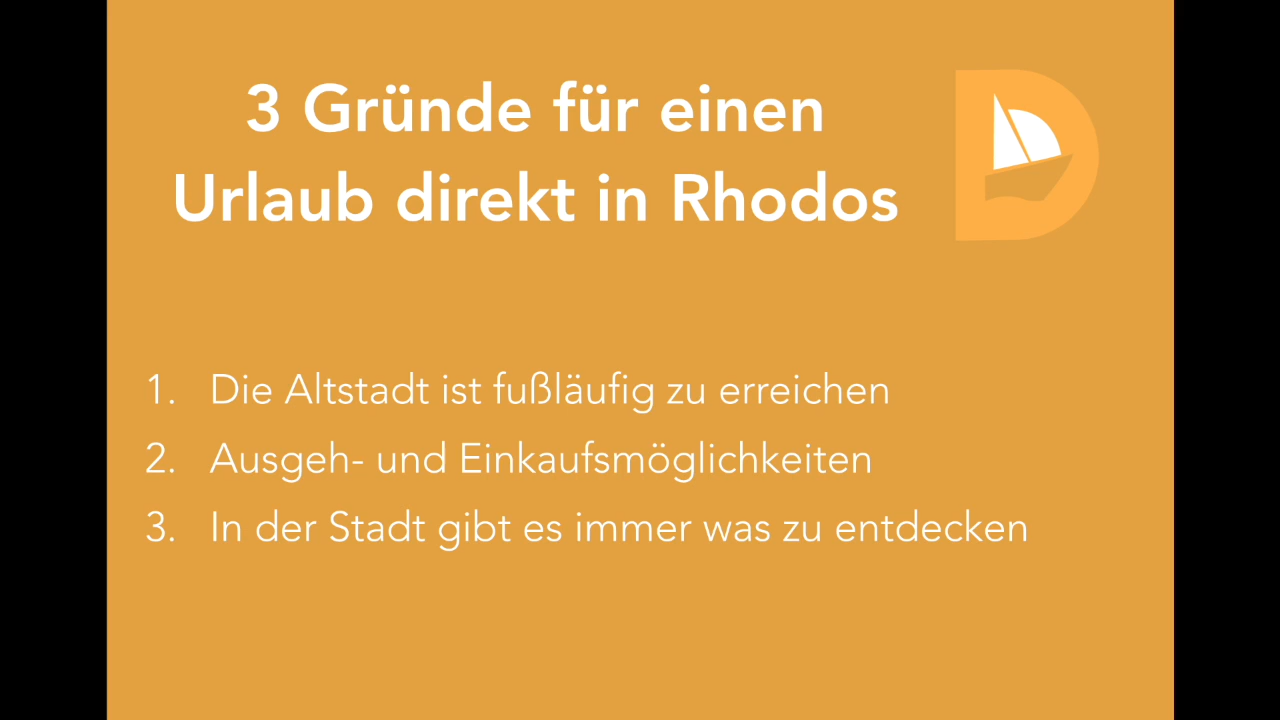 3 Gründe für einen
Urlaub direkt in Rhodos
1. Die Altstadt ist fußläufig zu erreichen
2. Ausgeh- und Einkaufsmöglichkeiten
3. In der Stadt gibt es immer was zu entdecken